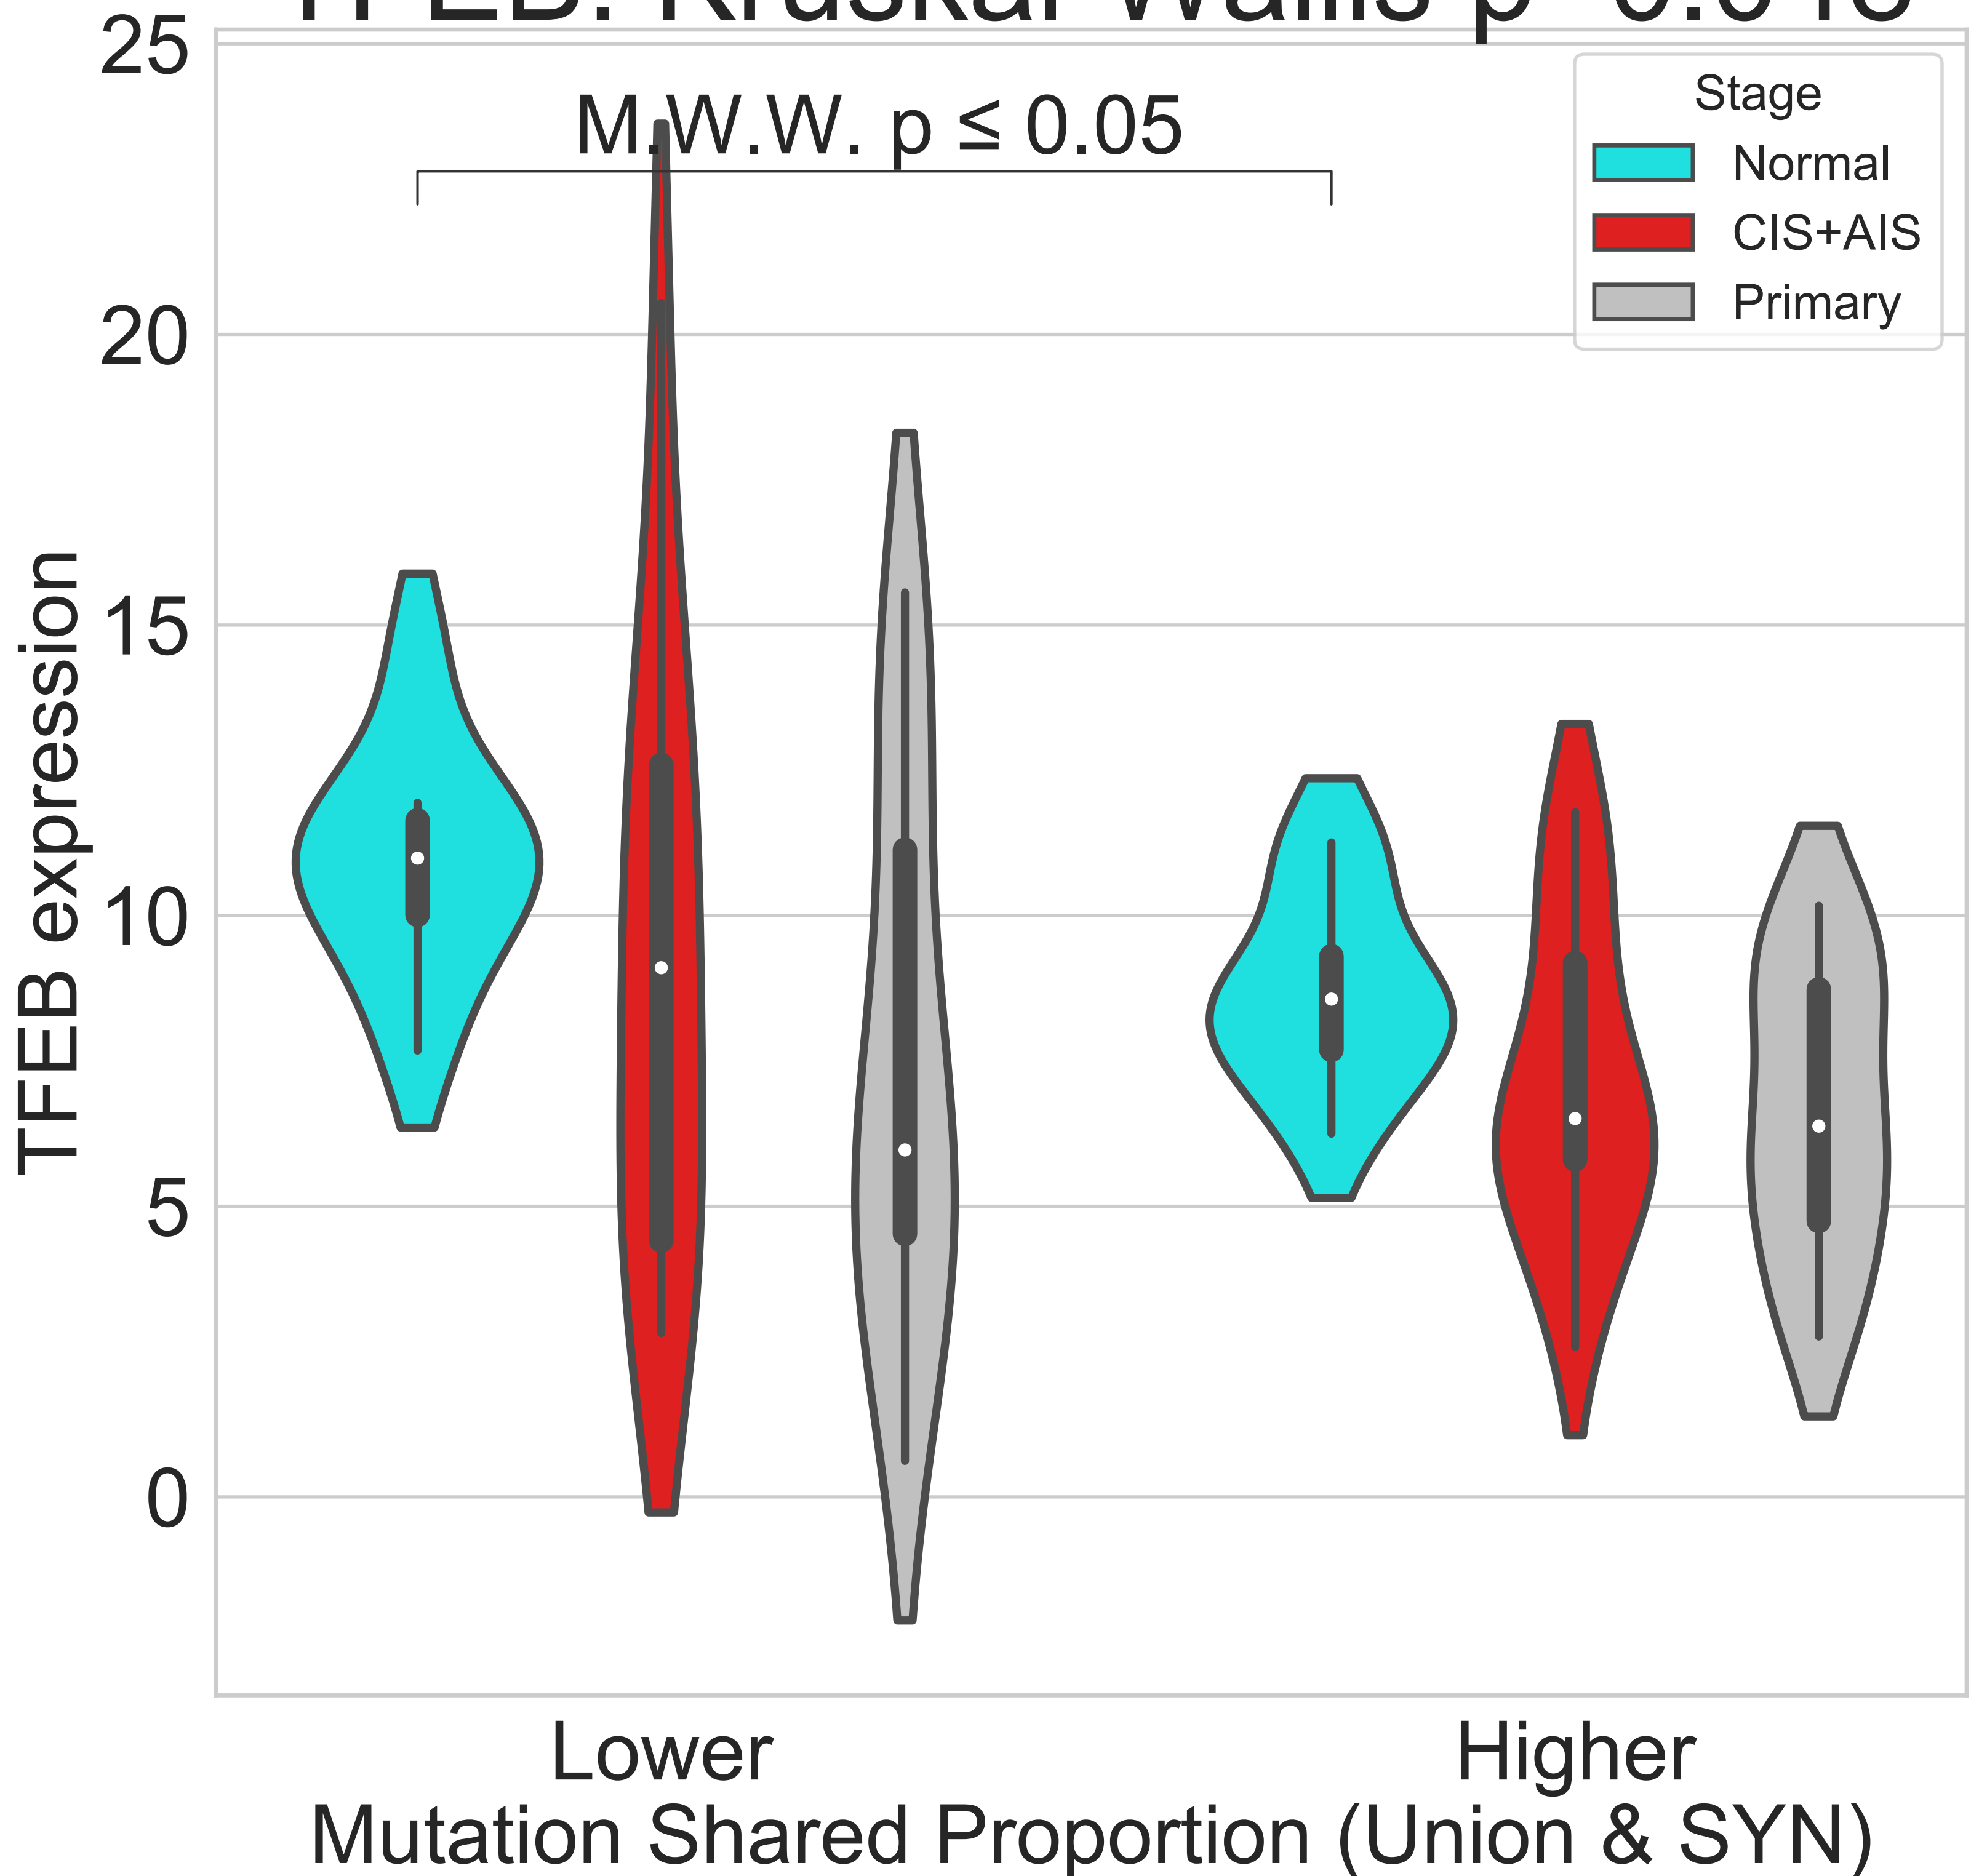 25
M.W.W. p ≤ 0.05
Stage
Normal
CIS+AIS
Primary
20
15
10
5
0
TFEB expression
Lower
Higher
Mutation Shared Proportion (Union & SYN)